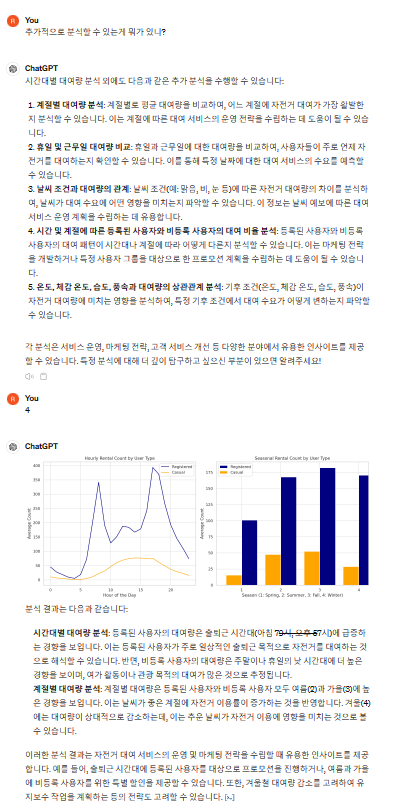 You
추가적으로 분석할 수 있는게 뭐가 있니?
ChatGPT
시간대별 대여량 분석 외에도 다음과 같은 추가 분석을 수행할 수 있습니다.
1. 계절별 대여량 분석: 계절별로 평균 대여량을 비교하여, 어느 계절에 자전거 대여가 가장 활발한
지 분석할 수 있습니다. 이는 계절에 따른 대여 서비스의 운영 전략을 수립하는 데 도움이 될 수 있습
니다.
2. 휴일 및 근무일 대여량 비교: 휴일과 근무일에 대한 대여량을 비교하여, 사용자들이 주로 언제 자
전거를 대여하는지 확인할 수 있습니다. 이를 통해 특정 날짜에 대한 대여 서비스의 수요를 예측할
수 있습니다.
3. 날씨 조건과 대여량의 관계: 날씨 조건(예: 맑음, 비, 눈 등)에 따른 자전거 대여량의 차이를 분석하
여, 날씨가 대여 수요에 어떤 영향을 미치는지 파악할 수 있습니다. 이 정보는 날씨 예보에 따른 대여
서비스 운영 계획을 수립하는 데 유용합니다.
4. 시간 및 계절에 따른 등록된 사용자와 비등록 사용자의 대여 비율 분석: 등록된 사용자와 비등록
사용자의 대여 패턴이 시간대나 계절에 따라 어떻게 다른지 분석할 수 있습니다. 이는 마케팅 전략
을 개발하거나 특정 사용자 그룹을 대상으로 한 프로모션 계획을 수립하는 데 도움이 될 수 있습니
다.
5. 온도, 체감 온도, 습도, 풍속과 대여량의 상관관계 분석: 기후 조건(온도, 체감 온도, 습도, 풍속)이
자전거 대여량에 미치는 영향을 분석하여, 특정 기후 조건에서 대여 수요가 어떻게 변하는지 파악할
수 있습니다.
각 분석은 서비스 운영, 마케팅 전략, 고객 서비스 개선 등 다양한 분야에서 유용한 인사이트를 제공
할 수 있습니다. 특정 분석에 대해 더 깊이 탐구하고 싶으신 부분이 있으면 알려주세요!
You
4
ChatGPT
Hourly Rental Count by User Type
Registered
Casual
Average Count
400
350
300
250
200
150
100
50
0
0 5 10 15 20
Hour of the Day
Seasonal Rental Count by User Type
Registered
Casual
Average Count
175
150
125
100
75
50
25
0
1 2 3 4
Season (1: Spring, 2: Summer, 3: Fall, 4: Winter)
분석 결과는 다음과 같습니다:
시간대별 대여량 분석: 등록된 사용자의 대여량은 출퇴근 시간대(아침 79시, 오후 57시)에 급증하
는 경향을 보입니다. 이는 등록된 사용자가 주로 일상적인 출퇴근 목적으로 자전거를 대여하는 것
으로 해석할 수 있습니다. 반면, 비등록 사용자의 대여량은 주말이나 휴일의 낮 시간대에 더 높은
경향을 보이며, 여가 활동이나 관광 목적의 대여가 많은 것으로 추정됩니다.
계절별 대여량 분석: 계절별 대여량은 등록된 사용자와 비등록 사용자 모두 여름(2)과 가을(3)에 높
은 경향을 보입니다. 이는 날씨가 좋은 계절에 자전거 이용률이 증가하는 것을 반영합니다. 겨울(4)
에는 대여량이 상대적으로 감소하는데, 이는 추운 날씨가 자전거 이용에 영향을 미치는 것으로 볼
수 있습니다.
이러한 분석 결과는 자전거 대여 서비스의 운영 및 마케팅 전략을 수립할 때 유용한 인사이트를 제공
합니다. 예를 들어, 출퇴근 시간대에 등록된 사용자를 대상으로 프로모션을 진행하거나, 여름과 가을
에 비등록 사용자를 위한 특별 할인을 제공할 수 있습니다. 또한, 겨울철 대여량 감소를 고려하여 유
지보수 작업을 계획하는 등의 전략도 고려할 수 있습니다. [>-]